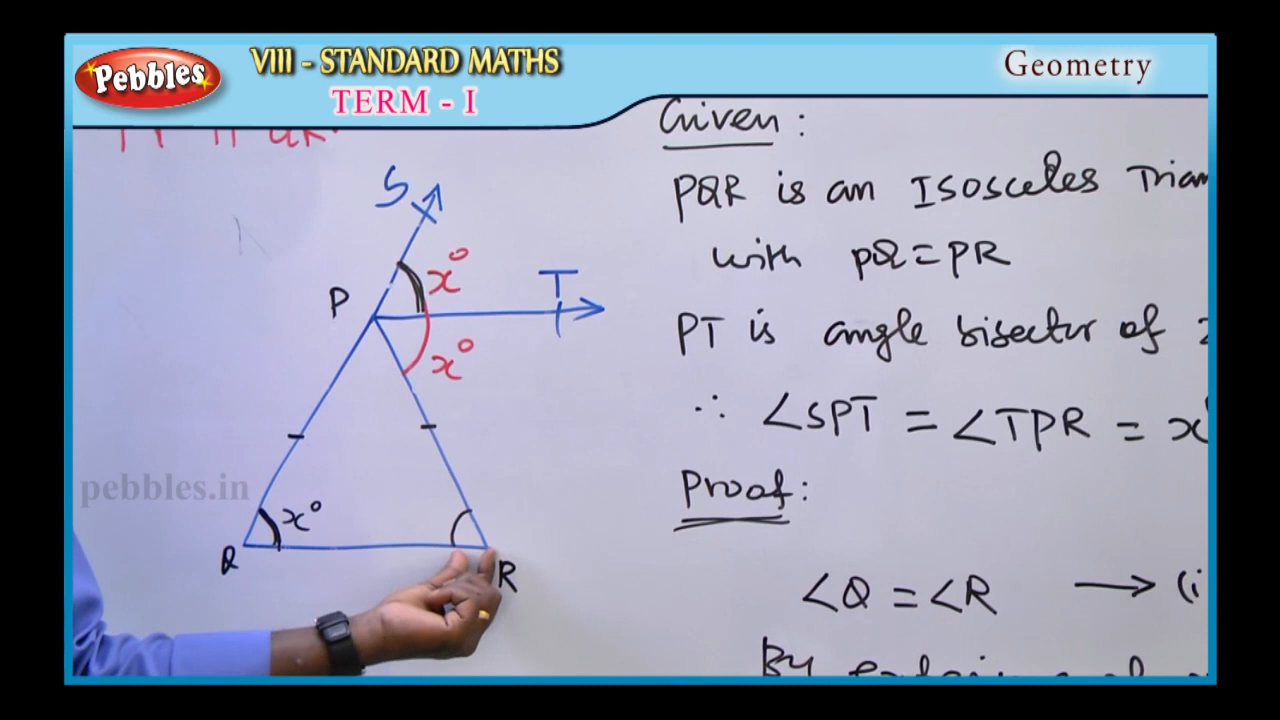 Pebbles
VIII - STANDARD MATHS
TERM - I
Geometry
Given:
PQR is an Isosceles
with PQ = PR
PT is angle bisector of
∴ ∠SPT = ∠TPR = x
Proof:
∠Q = ∠R → (i
By
S
x°
T
P
x°
pebbles.in
x°
Q
R